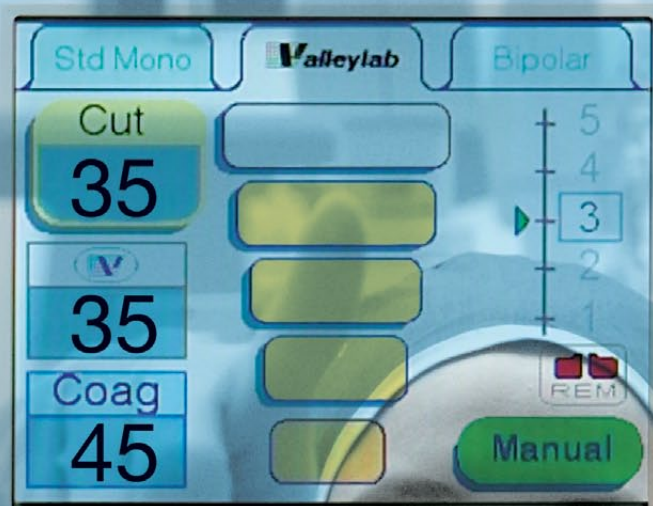 Std Mono
Valleylab
Bipolar
Cut
35
V
35
Coag
45
5
4
3
2
1
REM
Manual